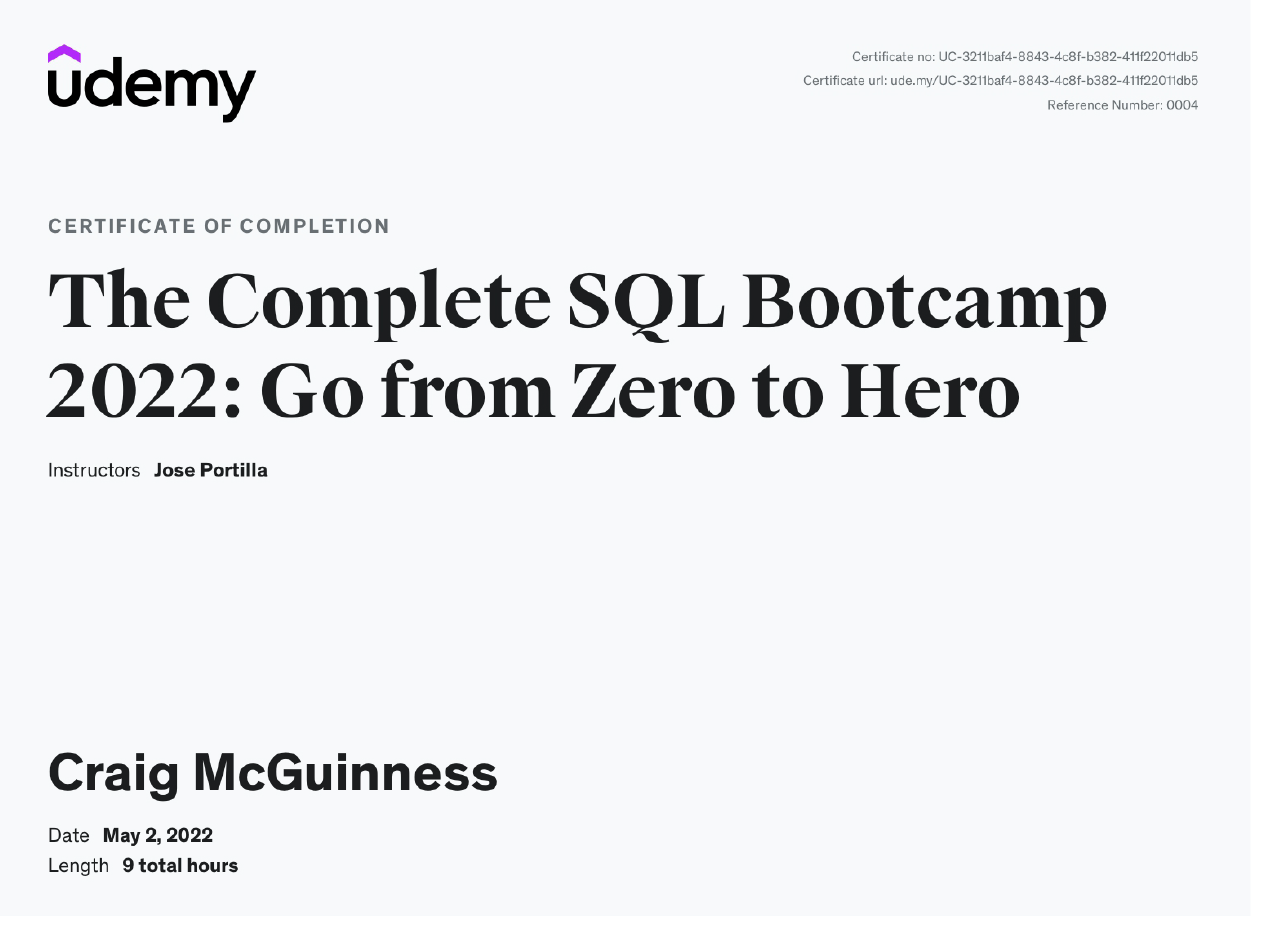 udemy
Certificate no: UC-3211baf4-8843-4c8f-b382-411f22011db5
Certificate url: ude.my/UC-3211baf4-8843-4c8f-b382-411f22011db5
Reference Number: 0004
CERTIFICATE OF COMPLETION
The Complete SQL Bootcamp
2022: Go from Zero to Hero
Instructors Jose Portilla
Craig McGuinness
Date May 2, 2022
Length 9 total hours